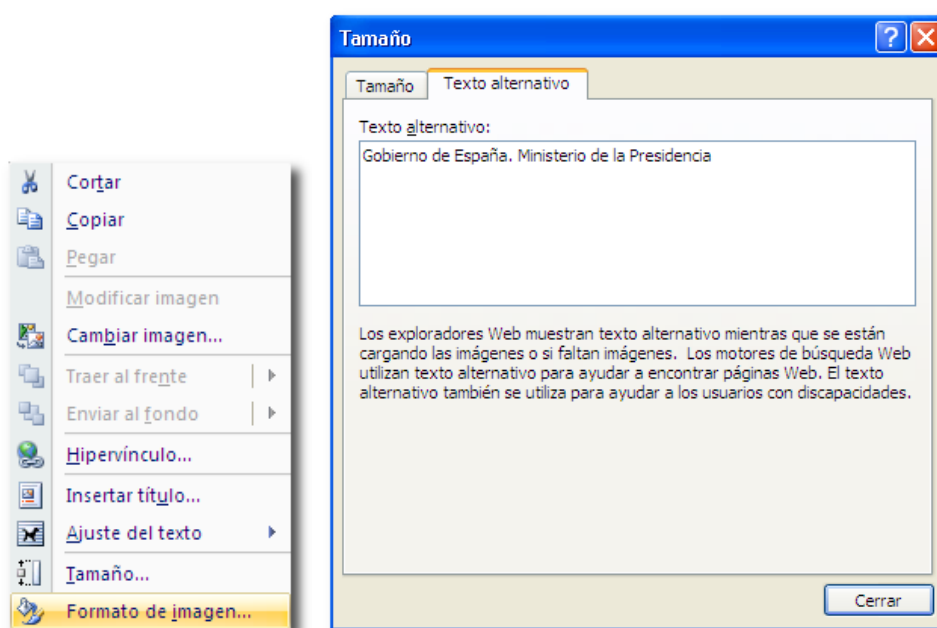 Cortar
Copiar
Pegar
Modificar imagen
Cambiar imagen...
Traer al frente
Enviar al fondo
Hipervínculo...
Insertar título...
Ajuste del texto
Tamaño...
Formato de imagen...
Tamaño
Tamaño Texto alternativo
Texto alternativo:
Gobierno de España. Ministerio de la Presidencia
Los exploradores Web muestran texto alternativo mientras que se están
cargando las imágenes o si faltan imágenes. Los motores de búsqueda Web
utilizan texto alternativo para ayudar a encontrar páginas Web. El texto
alternativo también se utiliza para ayudar a los usuarios con discapacidades.
Cerrar